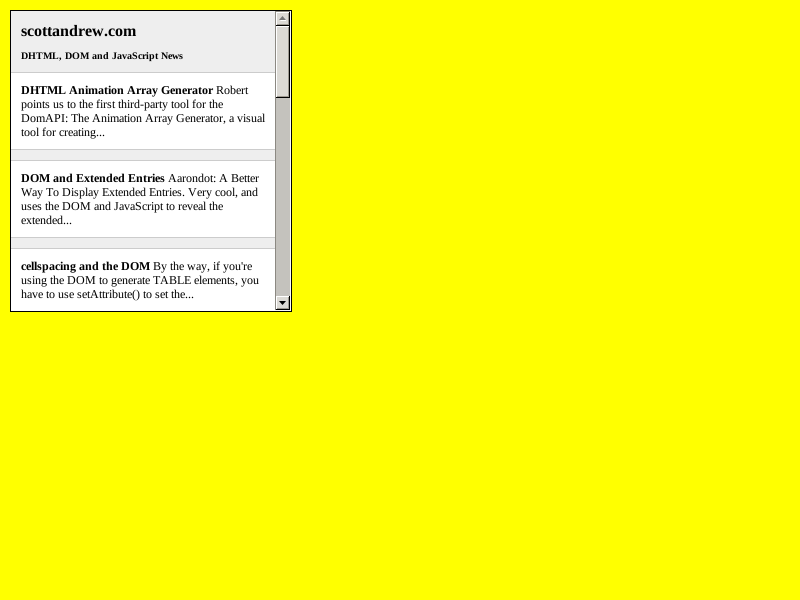 scottandrew.com
DHTML, DOM and JavaScript News
DHTML Animation Array Generator Robert
points us to the first third-party tool for the
DomAPI: The Animation Array Generator, a visual
tool for creating...
DOM and Extended Entries Aarondot: A Better
Way To Display Extended Entries. Very cool, and
uses the DOM and JavaScript to reveal the
extended...
cellspacing and the DOM By the way, if you're
using the DOM to generate TABLE elements, you
have to use setAttribute() to set the...